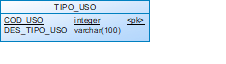 TIPO_USO
COD_USO integer <pk>
DES_TIPO_USO varchar(100)